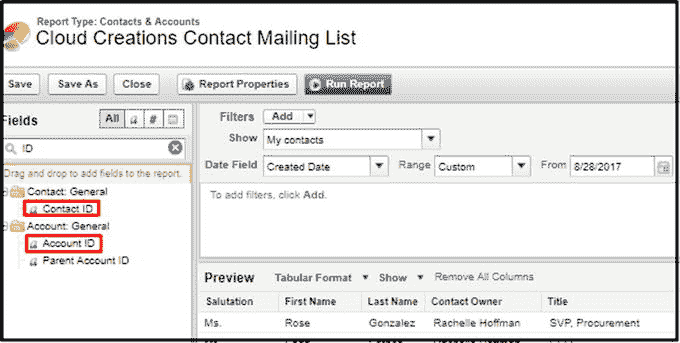 Report Type: Contacts & Accounts
Cloud Creations Contact Mailing List
Save
Save As
Close
Report Properties
Run Report
Fields
All
#
ID
Drag and drop to add fields to the report.
Contact: General
Contact ID
Account: General
Account ID
Parent Account ID
Filters Add
Show My contacts
Date Field Created Date Range Custom From 8/28/2017
To add filters, click Add.
Preview Tabular Format Show Remove All Columns
Salutation First Name Last Name Contact Owner Title
Ms. Rose Gonzalez Rachelle Hoffman SVP, Procurement